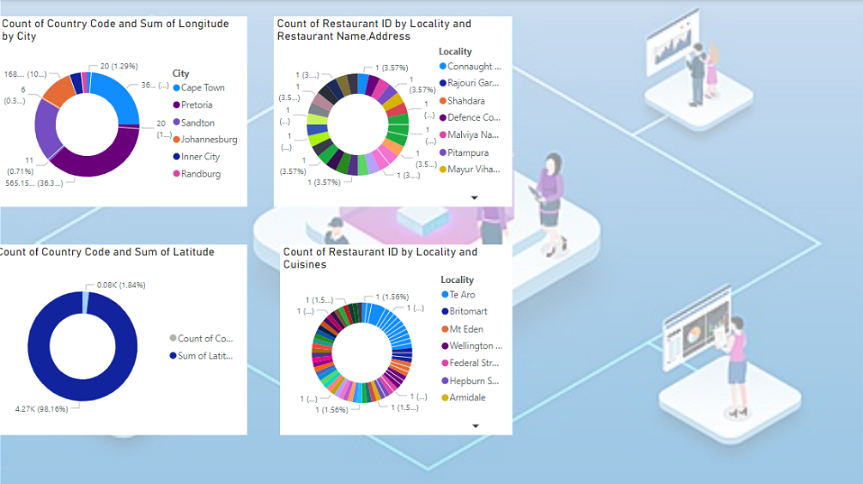 Count of Country Code and Sum of Longitude
by City
20 (1.29%)
168... (10...)
36... (...)
6
(0.3...)
20
(1...)
11
(0.71%)
565.15...
(36.3...)
City
Cape Town
Pretoria
Sandton
Johannesburg
Inner City
Randburg
Count of Restaurant ID by Locality and
Restaurant Name,Address
1 (3.57%)
1 (3...)
1
(3.57%)
1
(3.5...)
1
(...)
1
(...)
1
(...)
1
(...)
1
(3.5...)
1
(3.57%)
1 (3...)
1 (3.57%)
Locality
Connaught ...
Rajouri Gar...
Shahdara
Defence Co...
Malviya Na...
Pitampura
Mayur Viha...
Count of Country Code and Sum of Latitude
0.08K (1.84%)
4.27K (98.16%)
Count of Co...
Sum of Latit...
Count of Restaurant ID by Locality and
Cuisines
1 (1.56%)
1 (1.5...)
1 (...)
1 (...)
1 (...)
1 (...)
1 (1.5...)
1 (1.56%)
Locality
Te Aro
Britomart
Mt Eden
Wellington ...
Federal Str...
Hepburn S...
Armidale